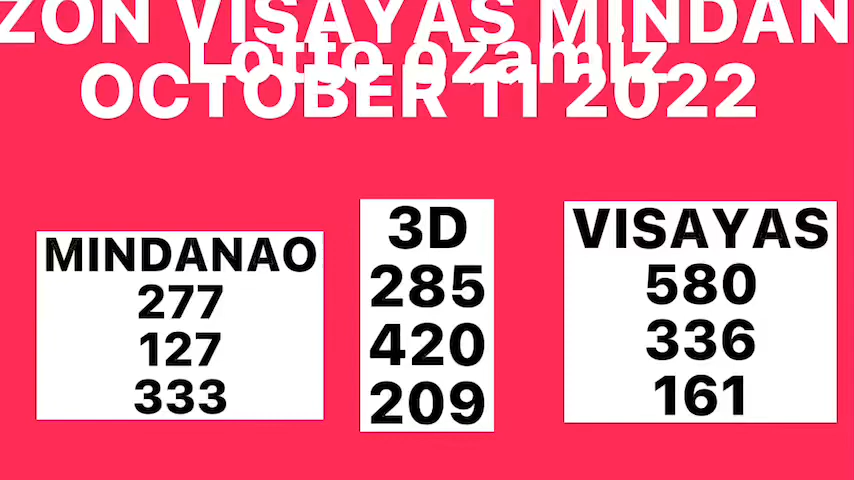 ZON VISAYAS MINDAN
Lotto ozamiz
OCTOBER 11 2022
MINDANAO
277
127
333
3D
285
420
209
VISAYAS
580
336
161